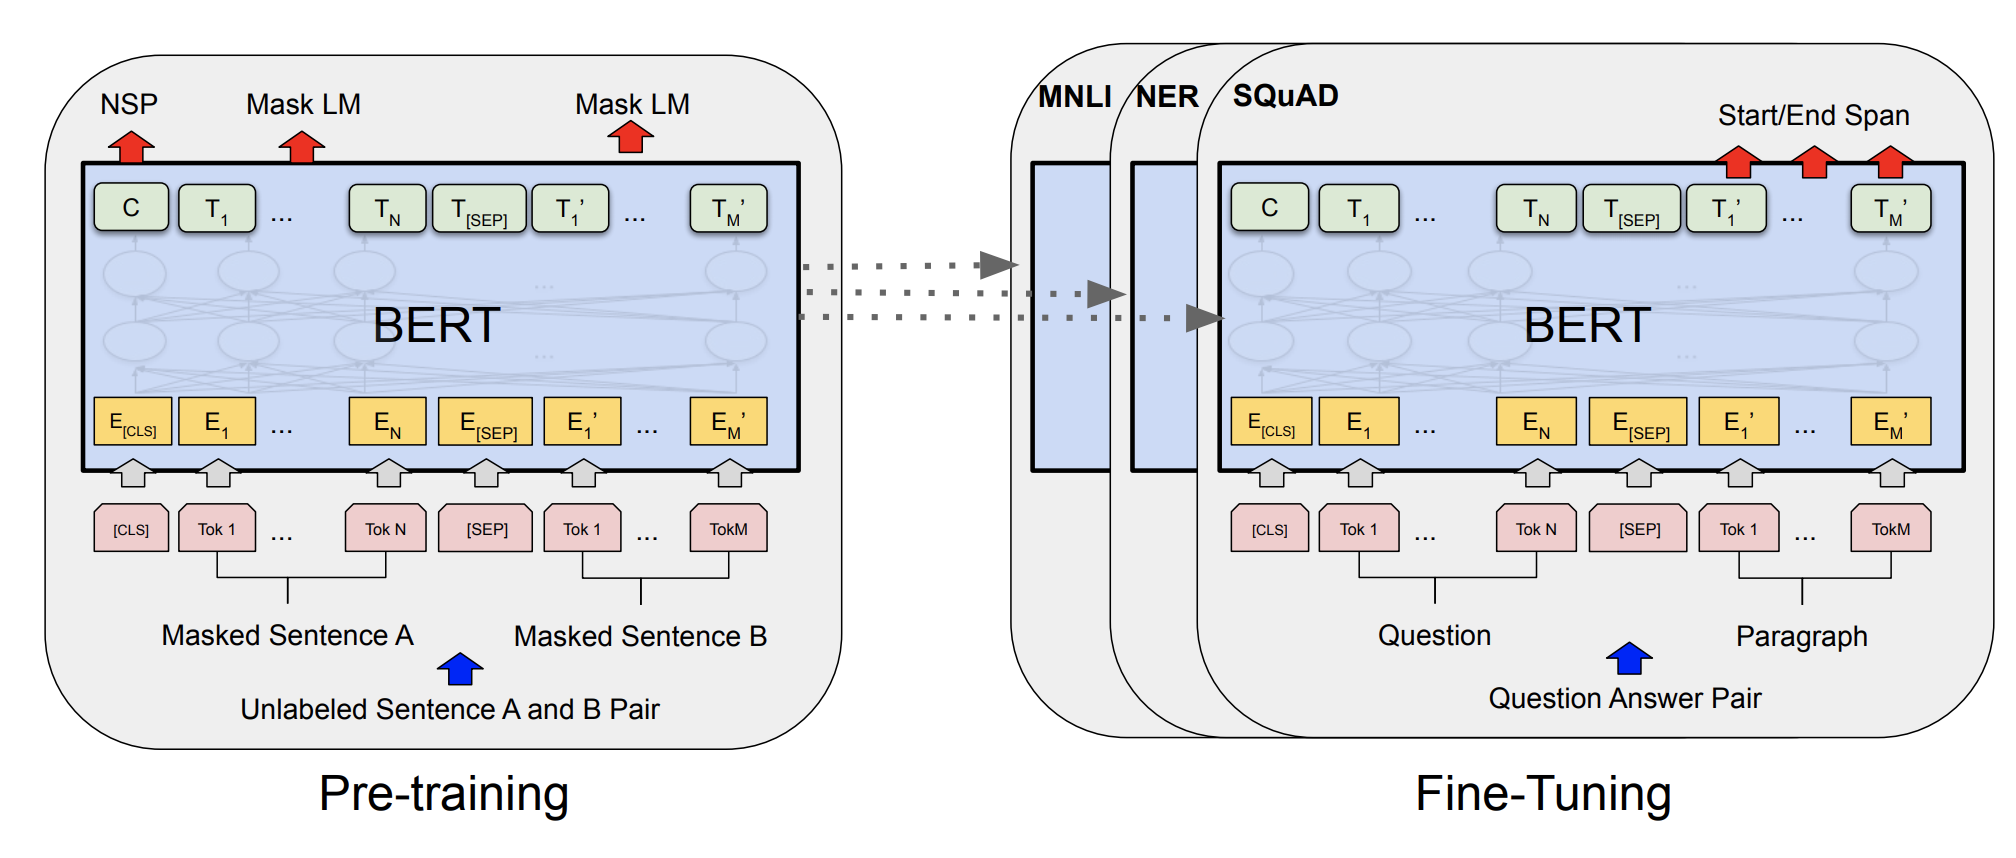 NSP Mask LM Mask LM
C T1 ... TN T[SEP] T1’ ... TM’
...
BERT
...
E[CLS] E1 ... EN E[SEP] E1’ ... EM’
[CLS] Tok 1 ... Tok N [SEP] Tok 1 ... TokM
Masked Sentence A Masked Sentence B
Unlabeled Sentence A and B Pair
Pre-training
MNLI NER SQuAD
Start/End Span
C T1 ... TN T[SEP] T1’ ... TM’
...
BERT
...
E[CLS] E1 ... EN E[SEP] E1’ ... EM’
[CLS] Tok 1 ... Tok N [SEP] Tok 1 ... TokM
Question Paragraph
Question Answer Pair
Fine-Tuning